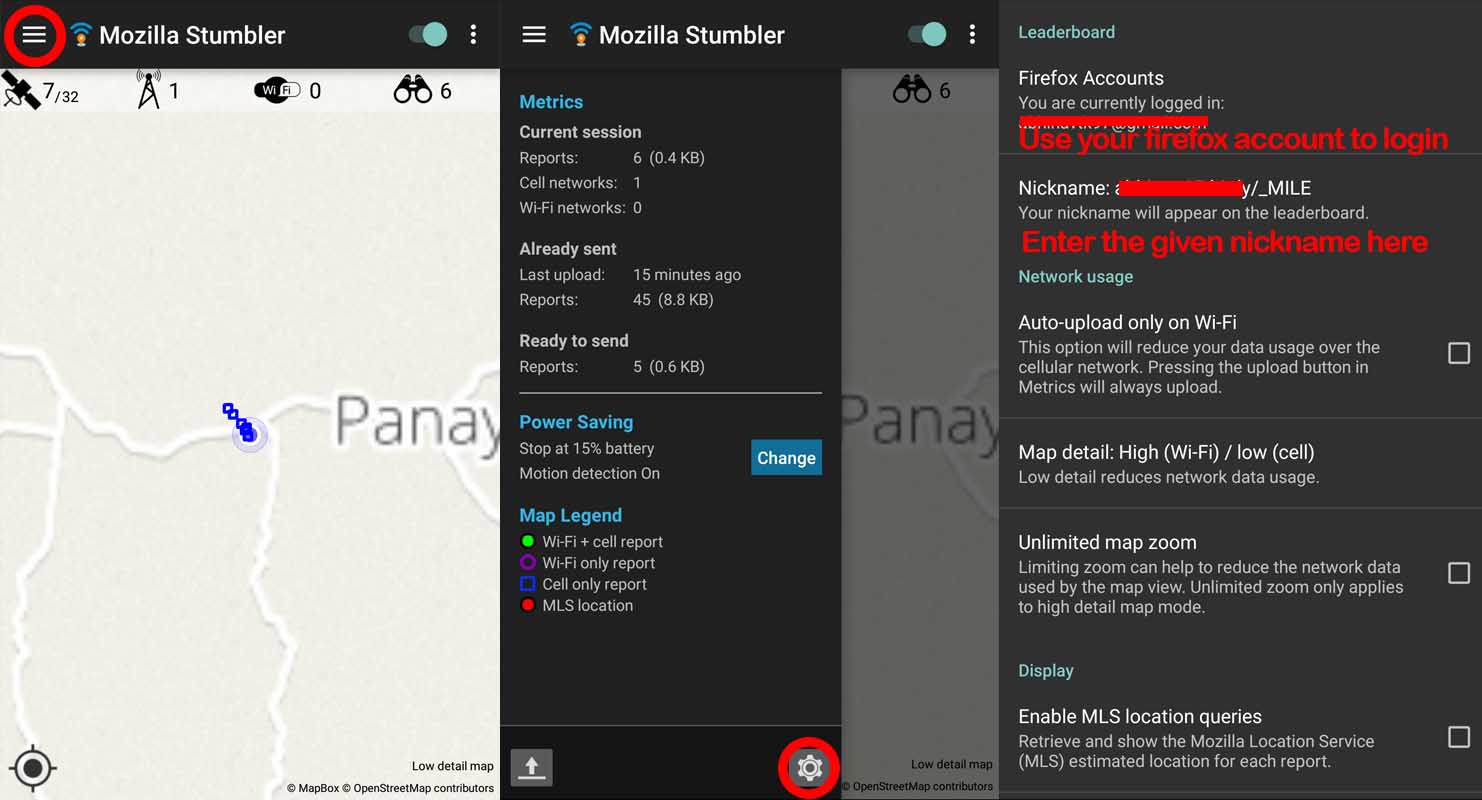 Mozilla Stumbler
7/32
1
Wi Fi
0
6
Panay
Low detail map
© MapBox © OpenStreetMap contributors
Mozilla Stumbler
6
Metrics
Current session
Reports: 6 (0.4 KB)
Cell networks: 1
Wi-Fi networks: 0
Already sent
Last upload: 15 minutes ago
Reports: 45 (8.8 KB)
Ready to send
Reports: 5 (0.6 KB)
Power Saving
Stop at 15% battery
Motion detection On
Change
Map Legend
Wi-Fi + cell report
Wi-Fi only report
Cell only report
MLS location
Panay
Low detail map
© OpenStreetMap contributors
Leaderboard
Firefox Accounts
You are currently logged in:
Use your firefox account to login
Nickname: y/_MILE
Your nickname will appear on the leaderboard.
Enter the given nickname here
Network usage
Auto-upload only on Wi-Fi
This option will reduce your data usage over the
cellular network. Pressing the upload button in
Metrics will always upload.
Map detail: High (Wi-Fi) / low (cell)
Low detail reduces network data usage.
Unlimited map zoom
Limiting zoom can help to reduce the network data
used by the map view. Unlimited zoom only applies
to high detail map mode.
Display
Enable MLS location queries
Retrieve and show the Mozilla Location Service
(MLS) estimated location for each report.